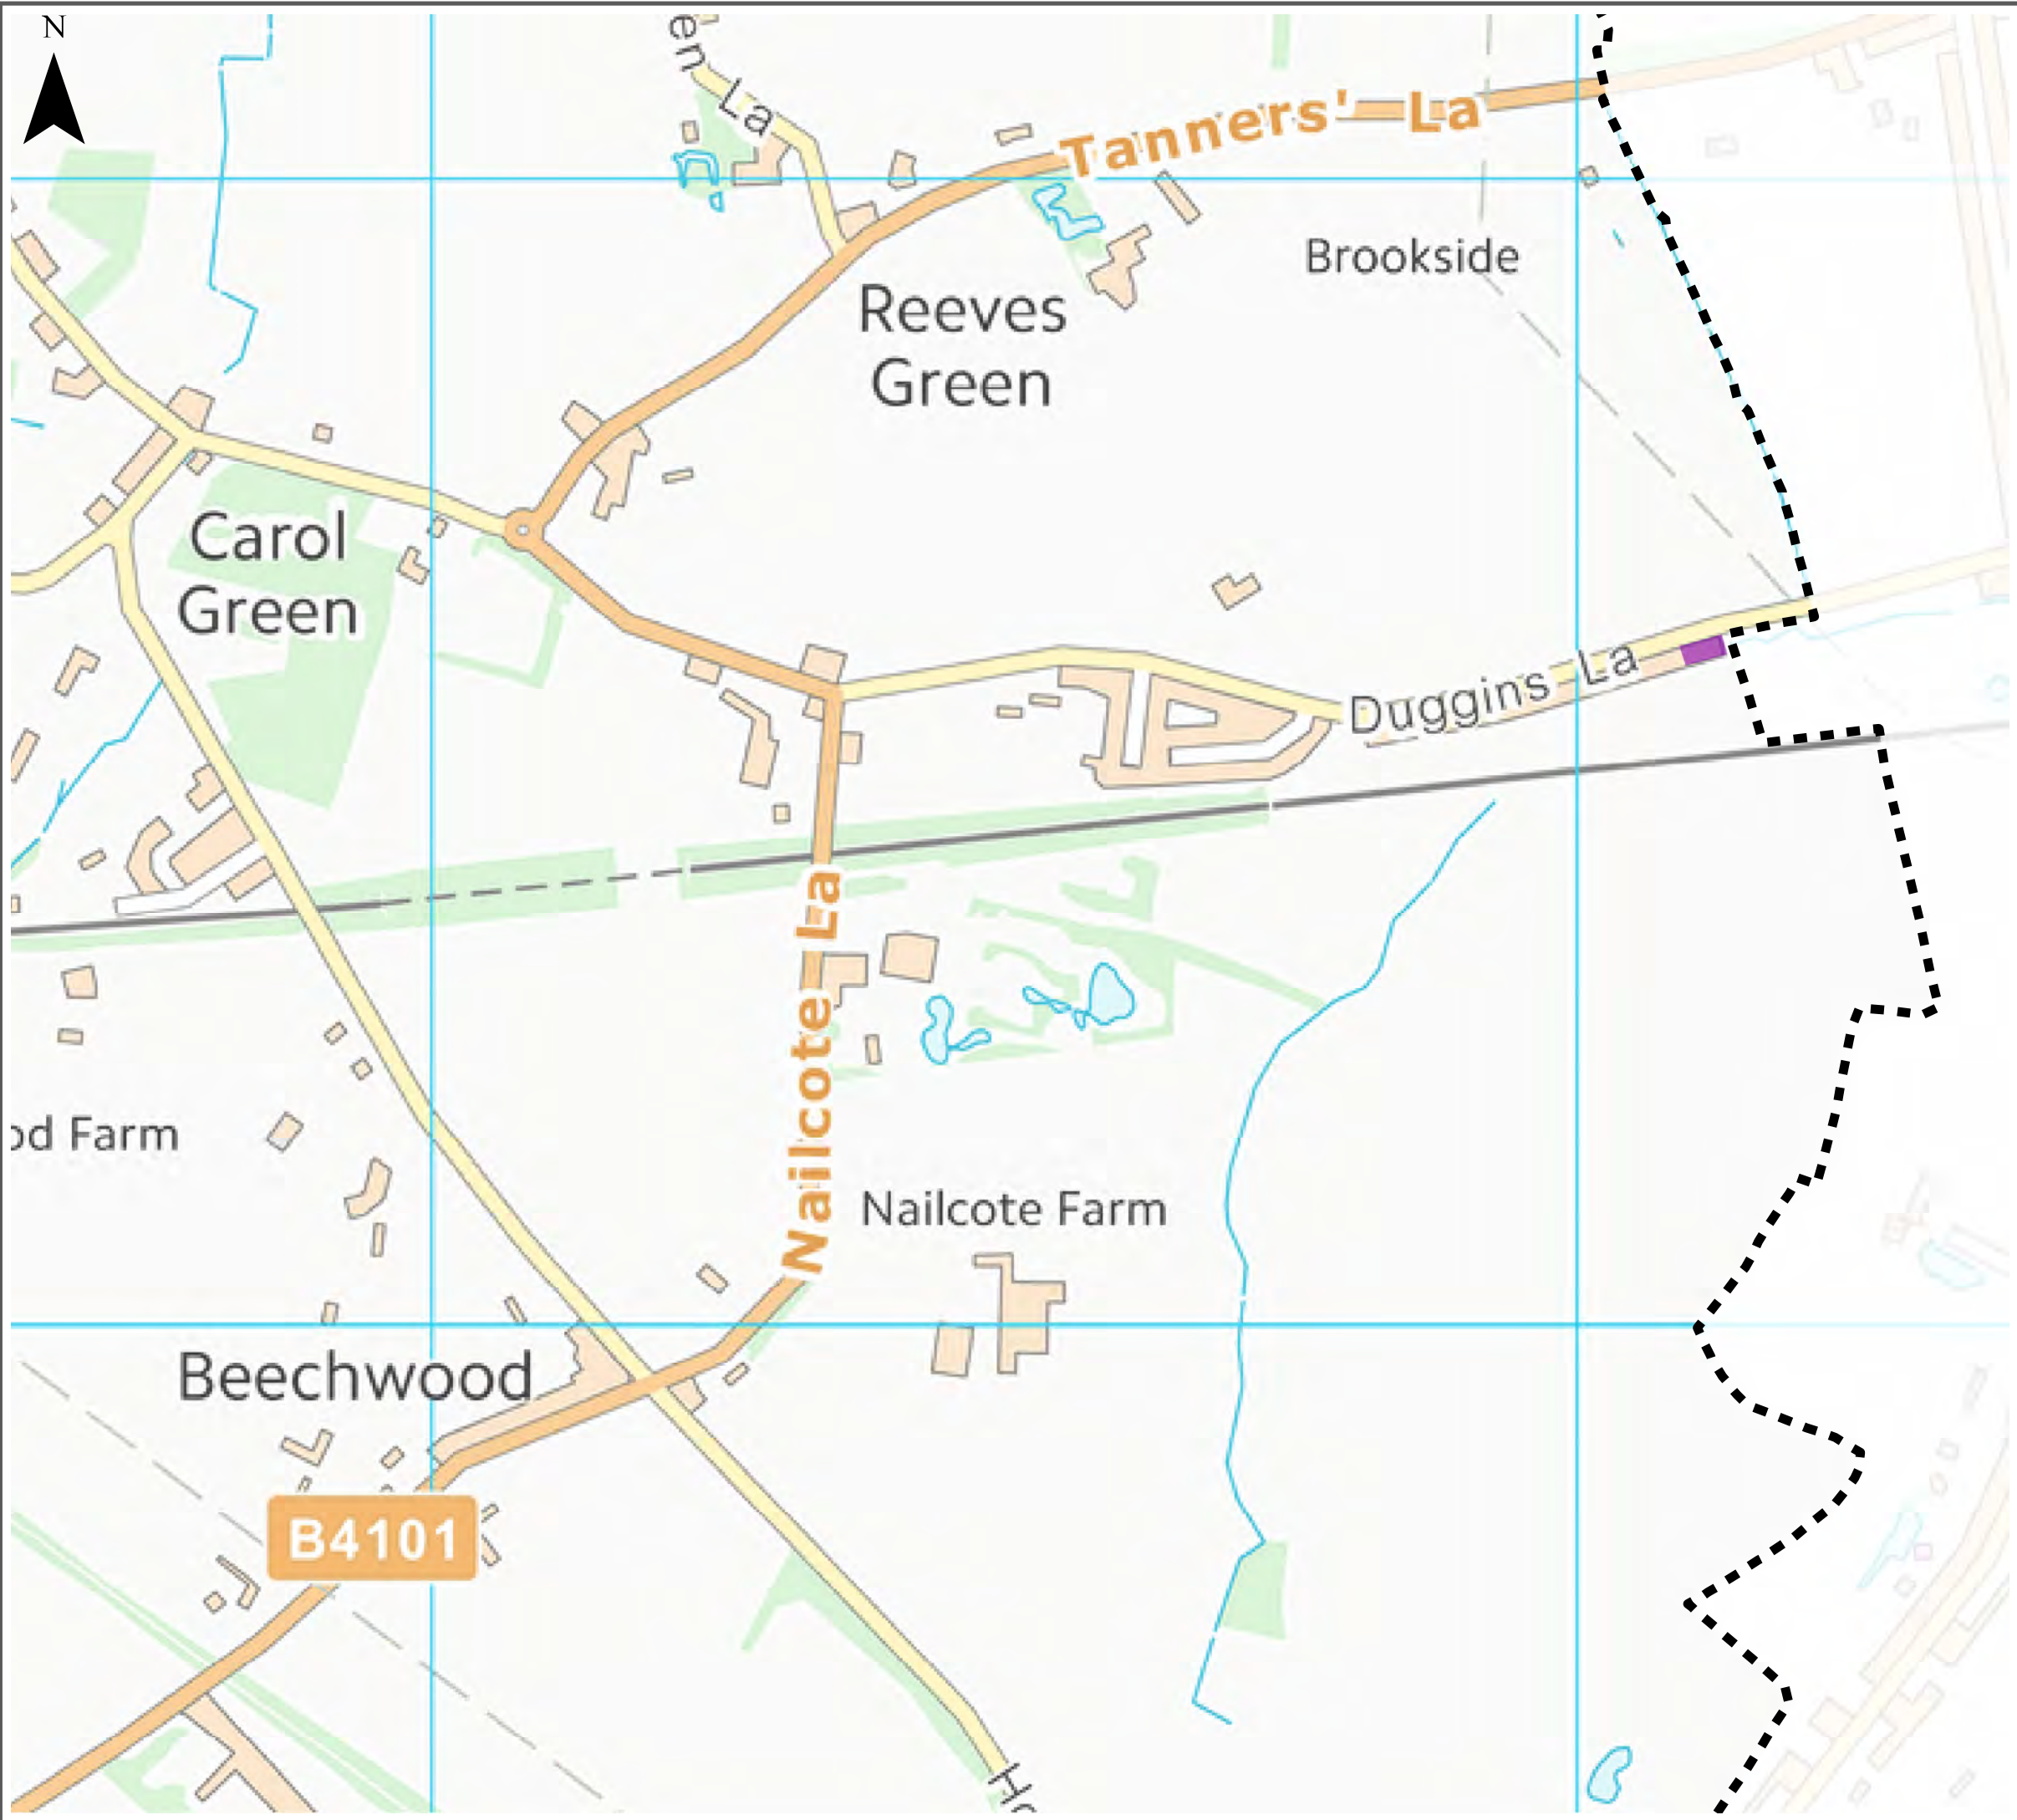 N
en La
Tanners' La
Brookside
Reeves
Green
Carol
Green
Duggins La
Nailcote La
od Farm
Nailcote Farm
Beechwood
B4101
Ho